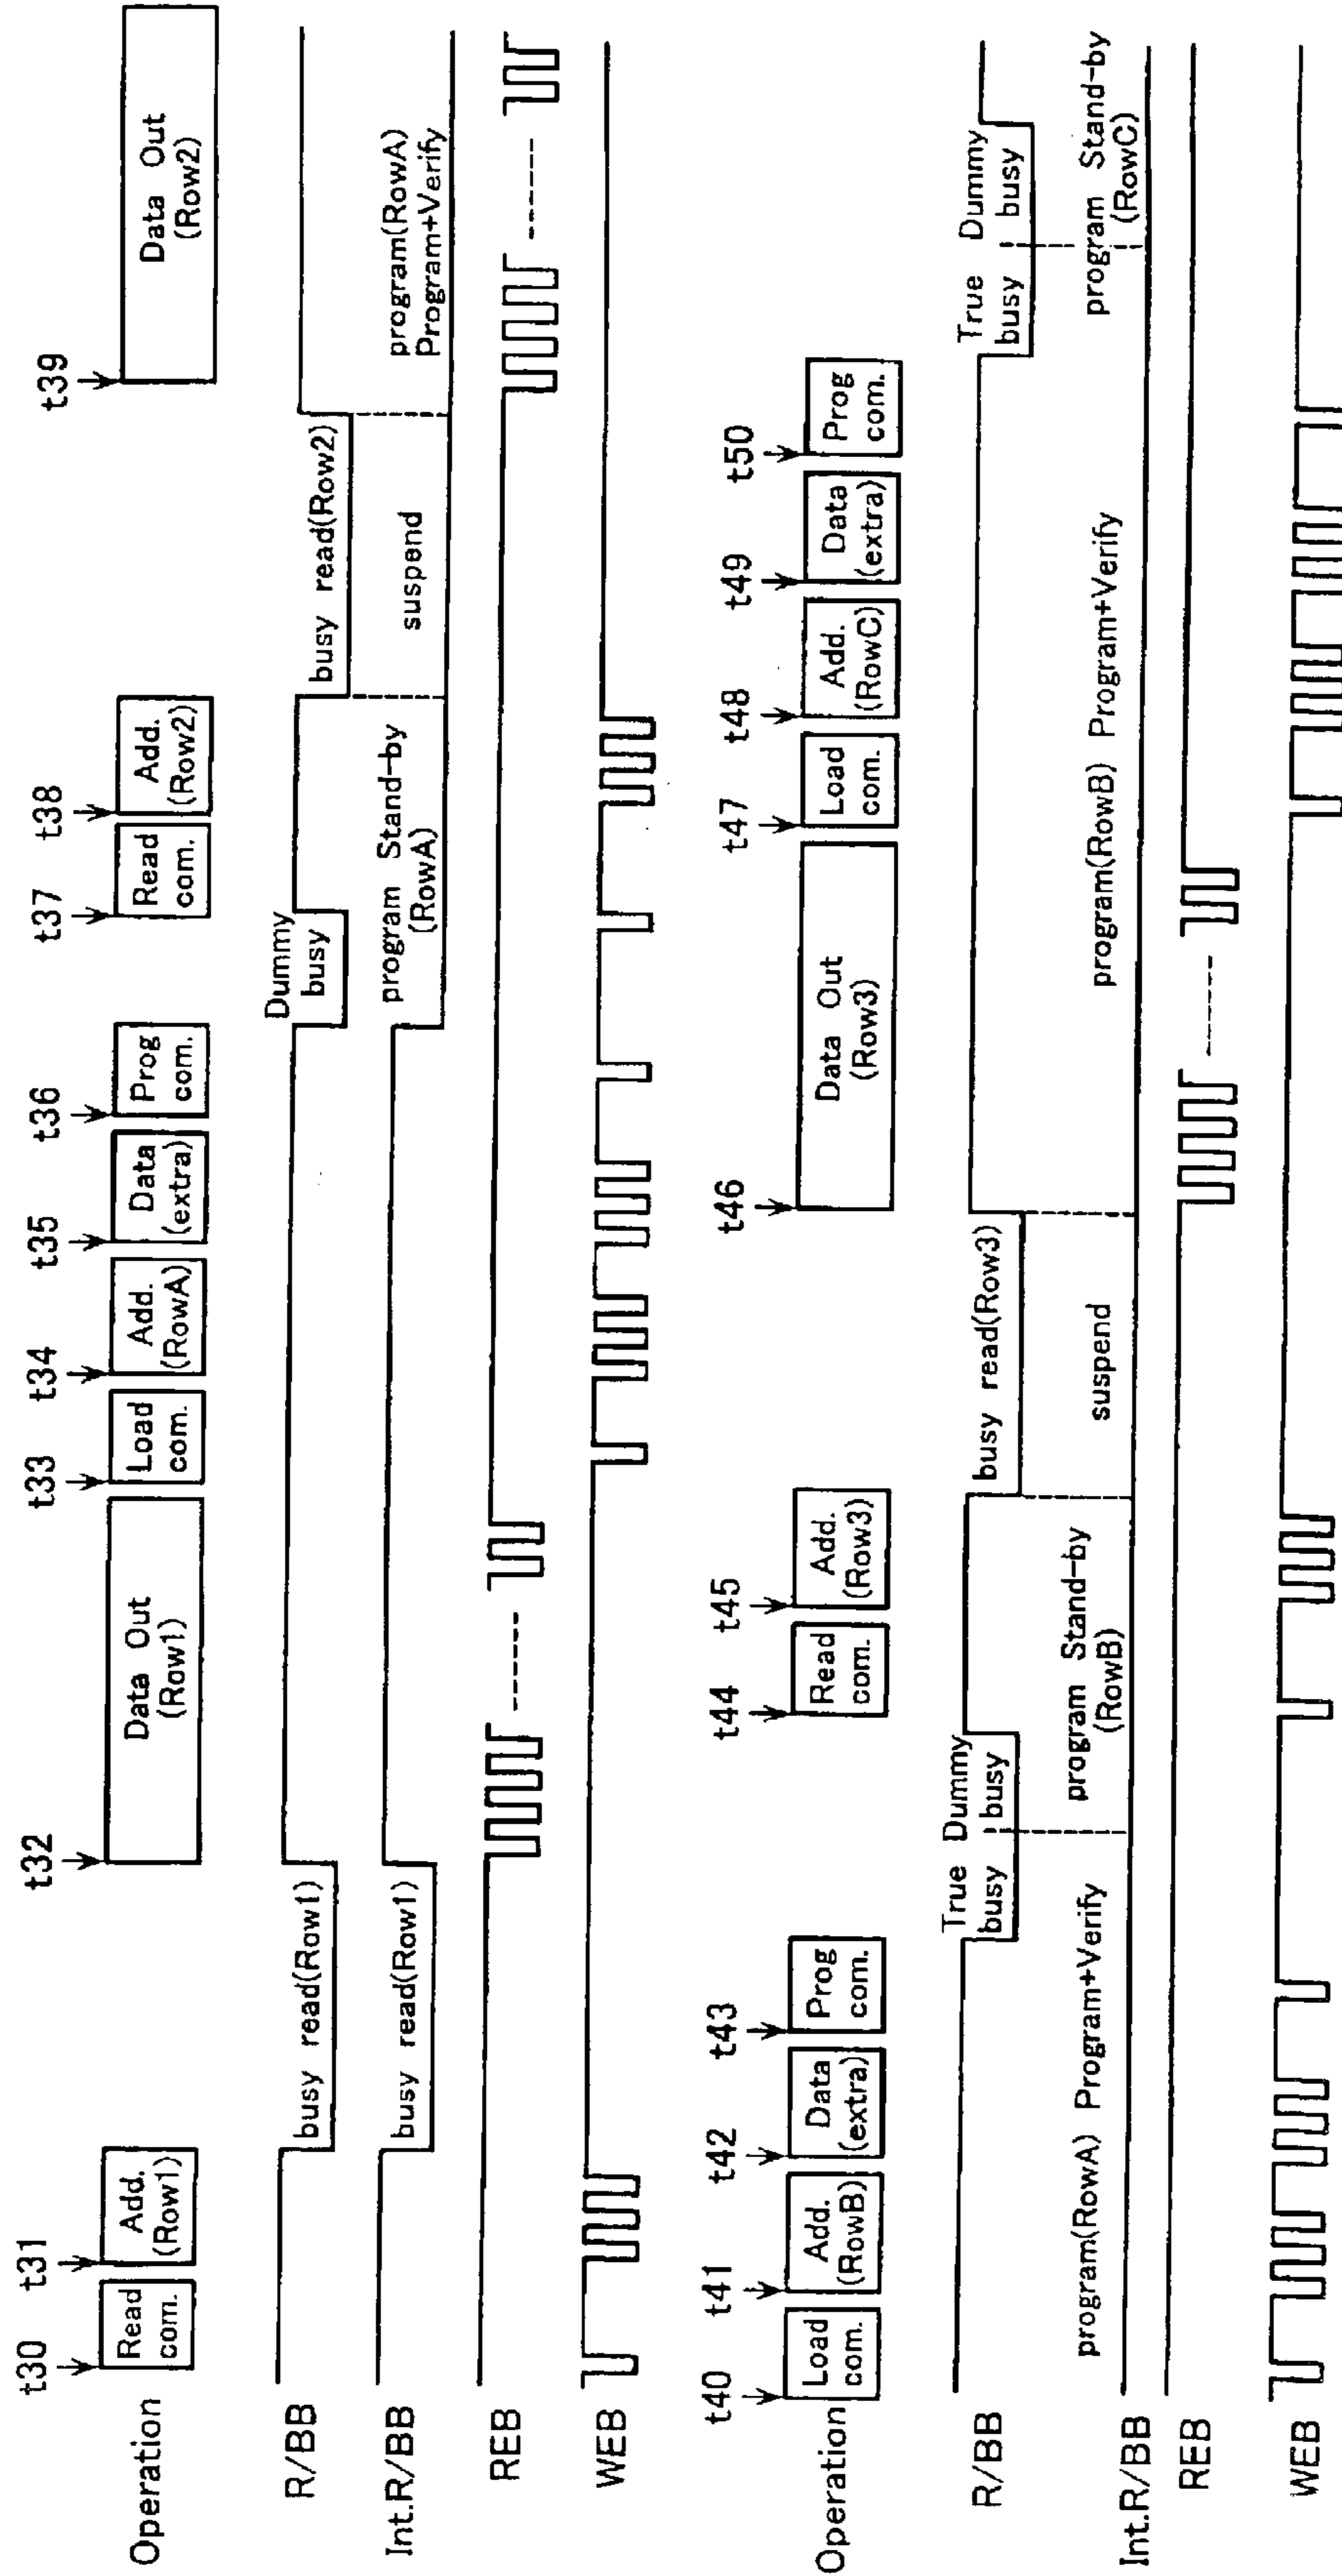 t30
t31
t32
t33
t34
t35
t36
t37
t38
t39
Operation
Read
com.
Add.
(Row1)
Data Out
(Row1)
Load
com.
Add.
(RowA)
Data
(extra)
Prog
com.
Read
com.
Add.
(Row2)
Data Out
(Row2)
R/BB
busy read(Row1)
Dummy
busy
busy read(Row2)
Int.R/BB
busy read(Row1)
program Stand-by
(RowA)
suspend
program(RowA)
Program+Verify
REB
WEB
t40
t41
t42
t43
t44
t45
t46
t47
t48
t49
t50
Operation
Load
com.
Add.
(RowB)
Data
(extra)
Prog
com.
Read
com.
Add.
(Row3)
Data Out
(Row3)
Load
com.
Add.
(RowC)
Data
(extra)
Prog
com.
R/BB
True Dummy
busy busy
busy read(Row3)
True Dummy
busy busy
Int.R/BB
program(RowA) Program+Verify
program Stand-by
(RowB)
suspend
program(RowB) Program+Verify
program Stand-by
(RowC)
REB
WEB